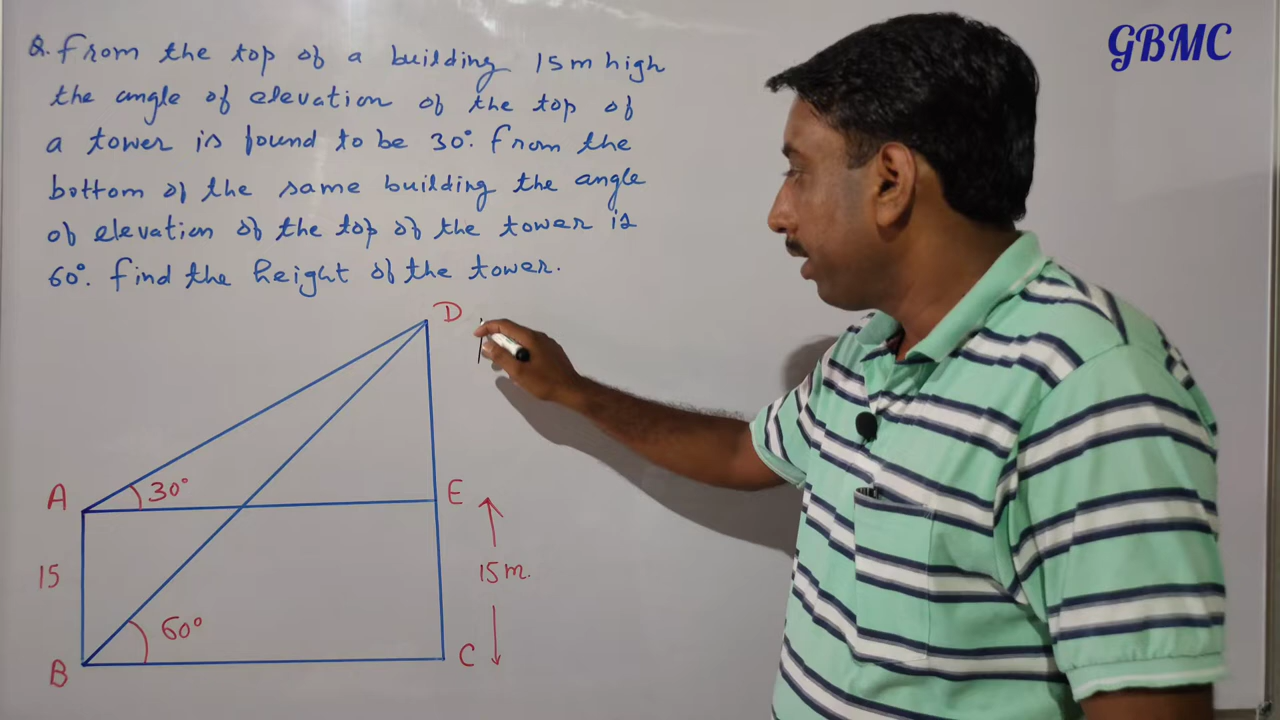 Q. From the top of a building 15m high
the angle of elevation of the top of
a tower is found to be 30°. From the
bottom of the same building the angle
of elevation of the top of the tower is
60°. Find the height of the tower.
GBMC
D
A
30°
E
15
15m.
60°
B
C